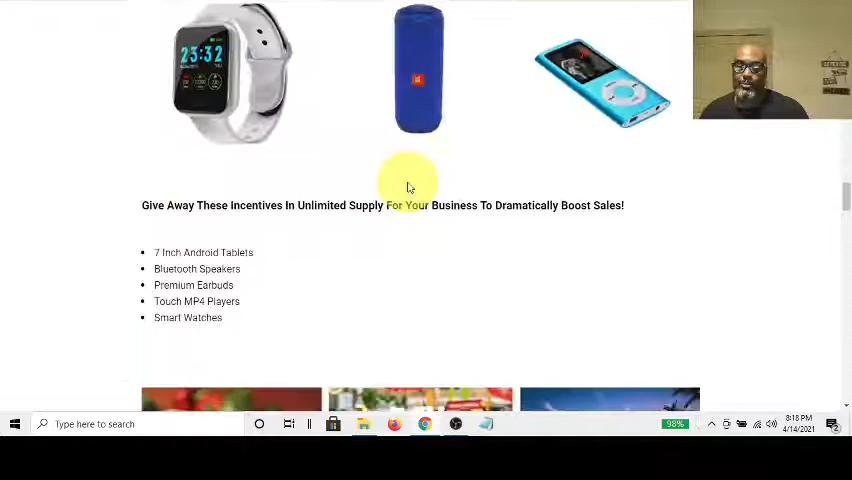 23:32
Give Away These Incentives In Unlimited Supply For Your Business To Dramatically Boost Sales!
7 Inch Android Tablets
Bluetooth Speakers
Premium Earbuds
Touch MP4 Players
Smart Watches
Type here to search
98%
8:18 PM
4/14/2021
2